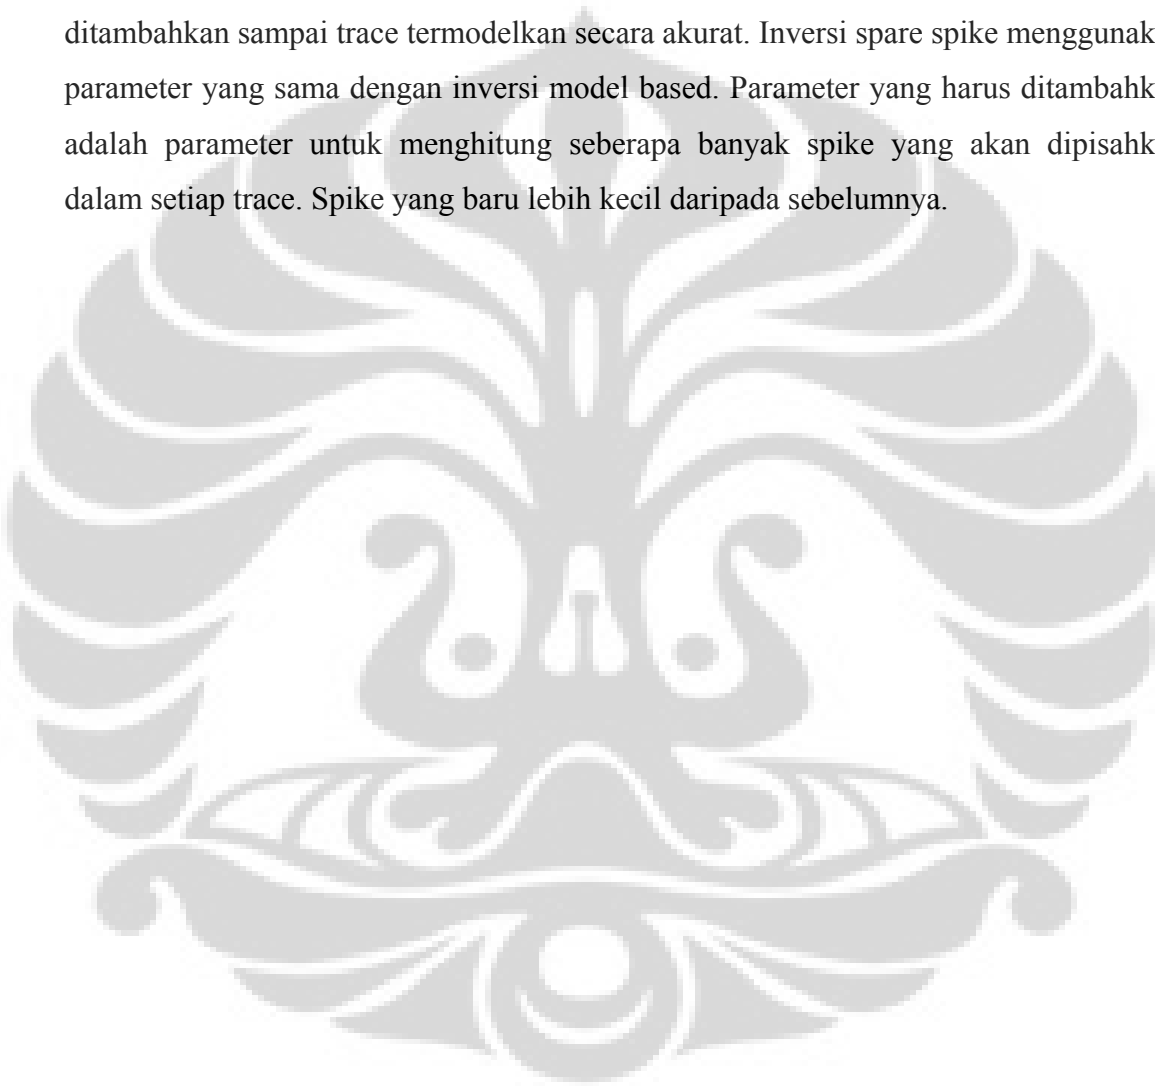 ditambahkan sampai trace termodelkan secara akurat. Inversi spare spike menggunak
parameter yang sama dengan inversi model based. Parameter yang harus ditambahk
adalah parameter untuk menghitung seberapa banyak spike yang akan dipisahk
dalam setiap trace. Spike yang baru lebih kecil daripada sebelumnya.